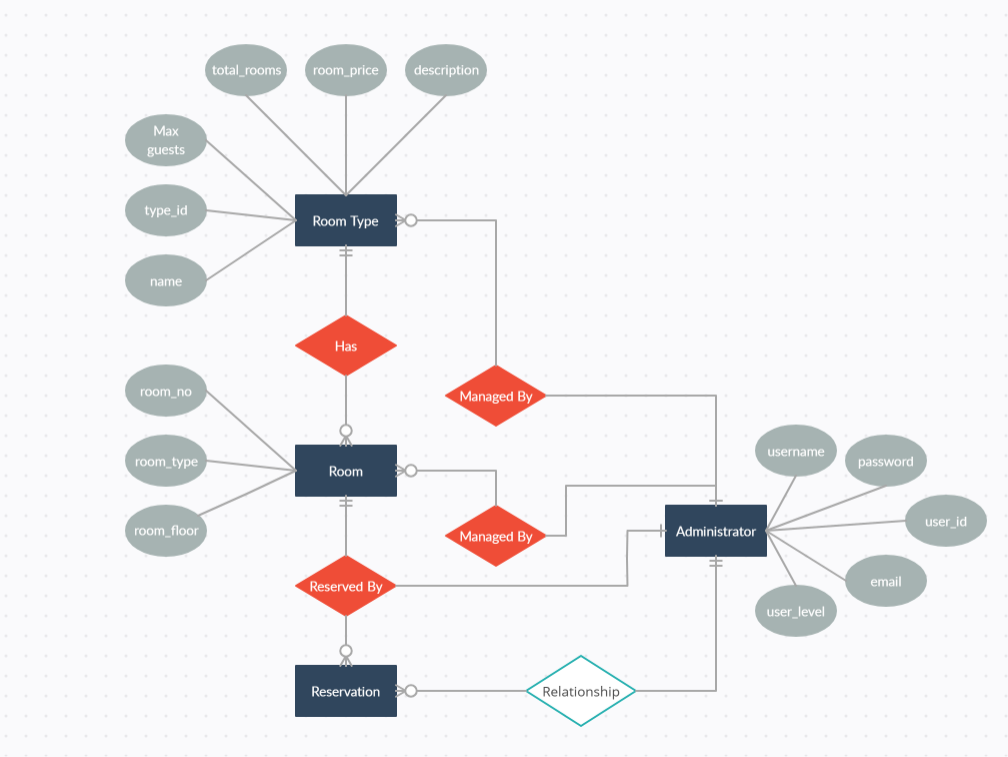 total_rooms
room_price
description
Max
guests
type_id
Room Type
name
Has
room_no
Managed By
room_type
Room
username
password
room_floor
Managed By
Administrator
user_id
Reserved By
email
user_level
Reservation
Relationship